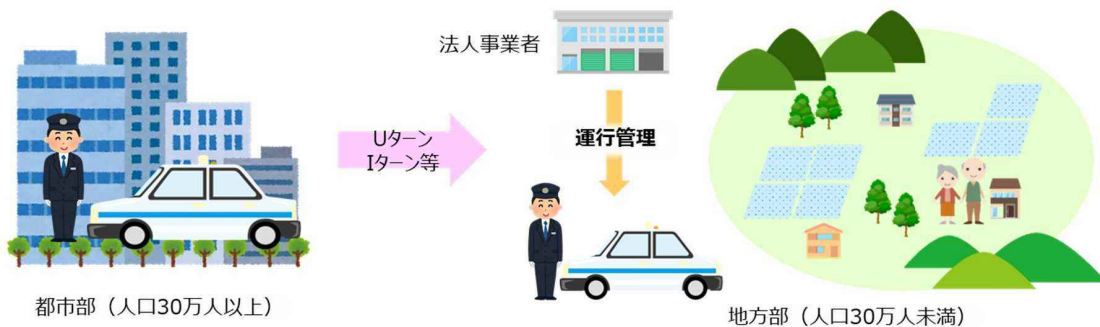 法人事業者
Uターン
Iターン等
運行管理
都市部（人口30万人以上）
地方部（人口30万人未満）